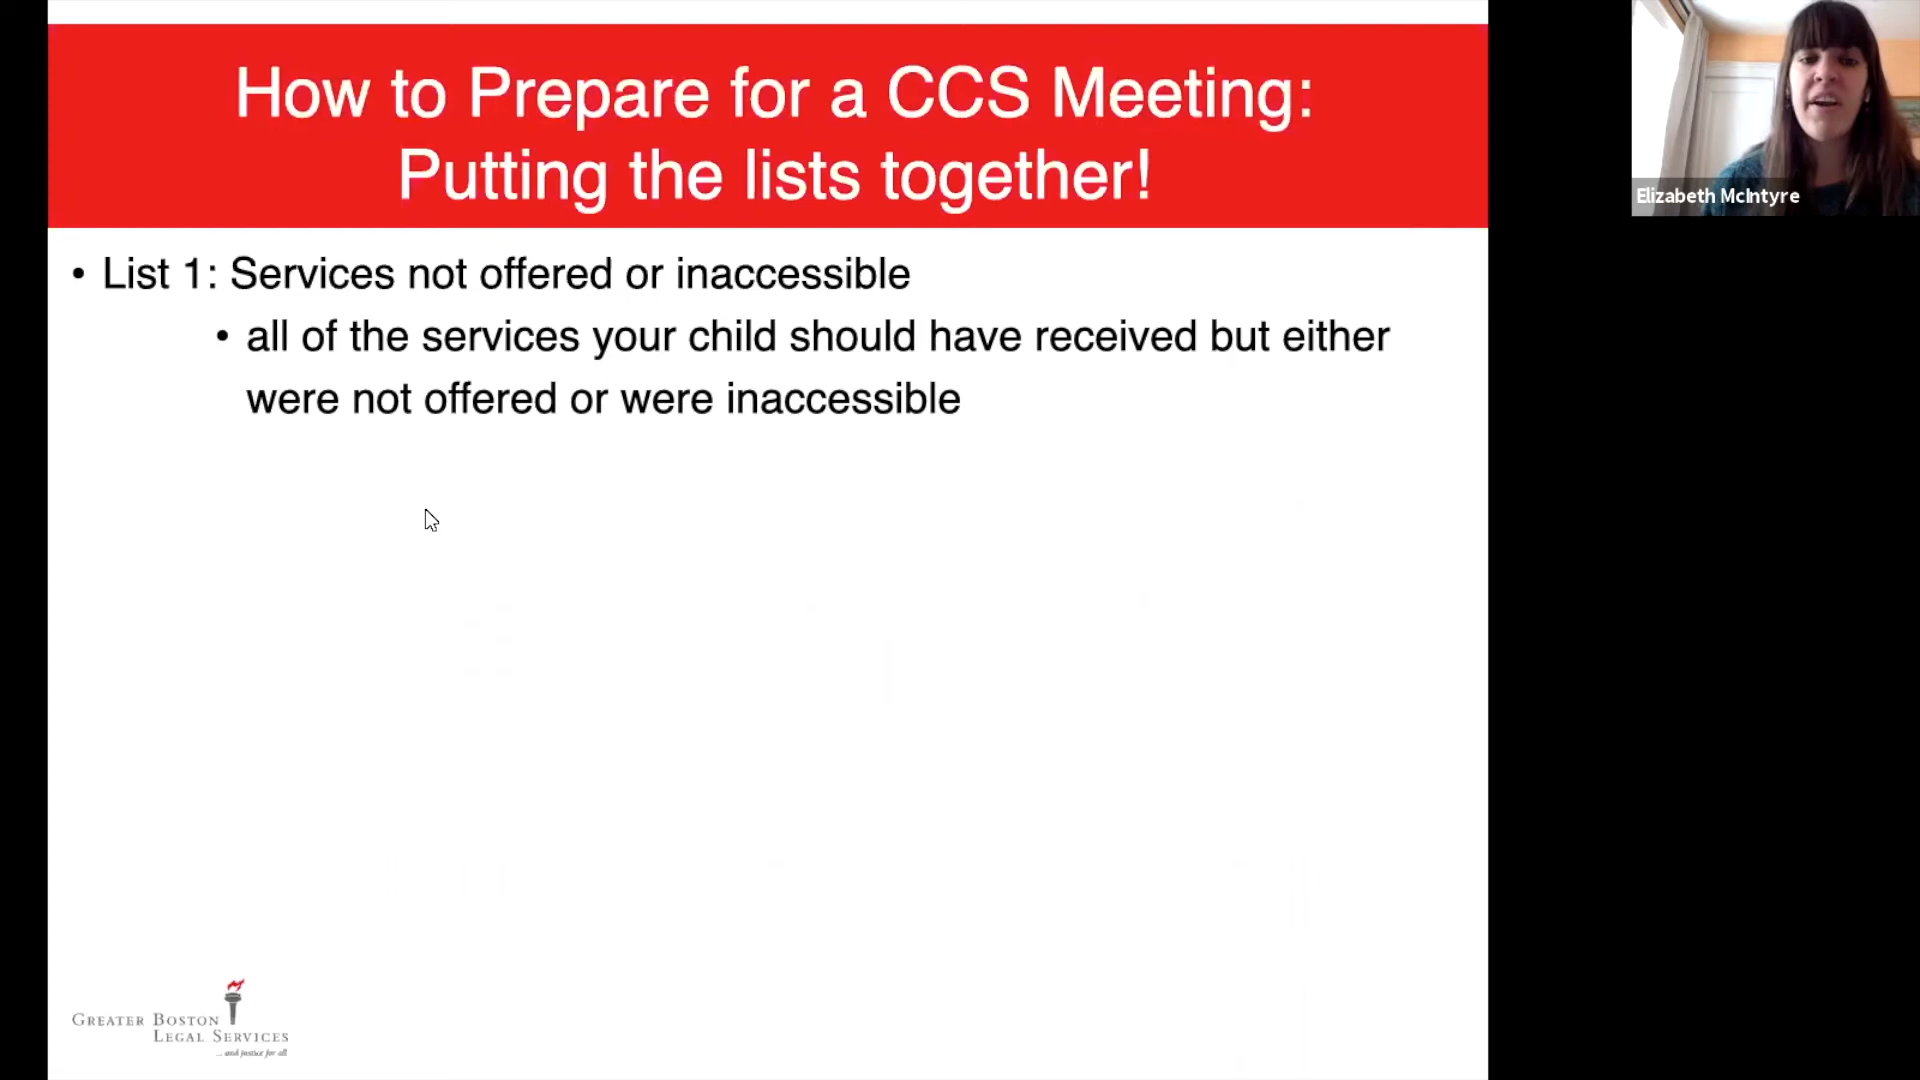 How to Prepare for a CCS Meeting:
Putting the lists together!
Elizabeth McIntyre
• List 1: Services not offered or inaccessible
• all of the services your child should have received but either
were not offered or were inaccessible
GREATER BOSTON
LEGAL SERVICES
... and justice for all